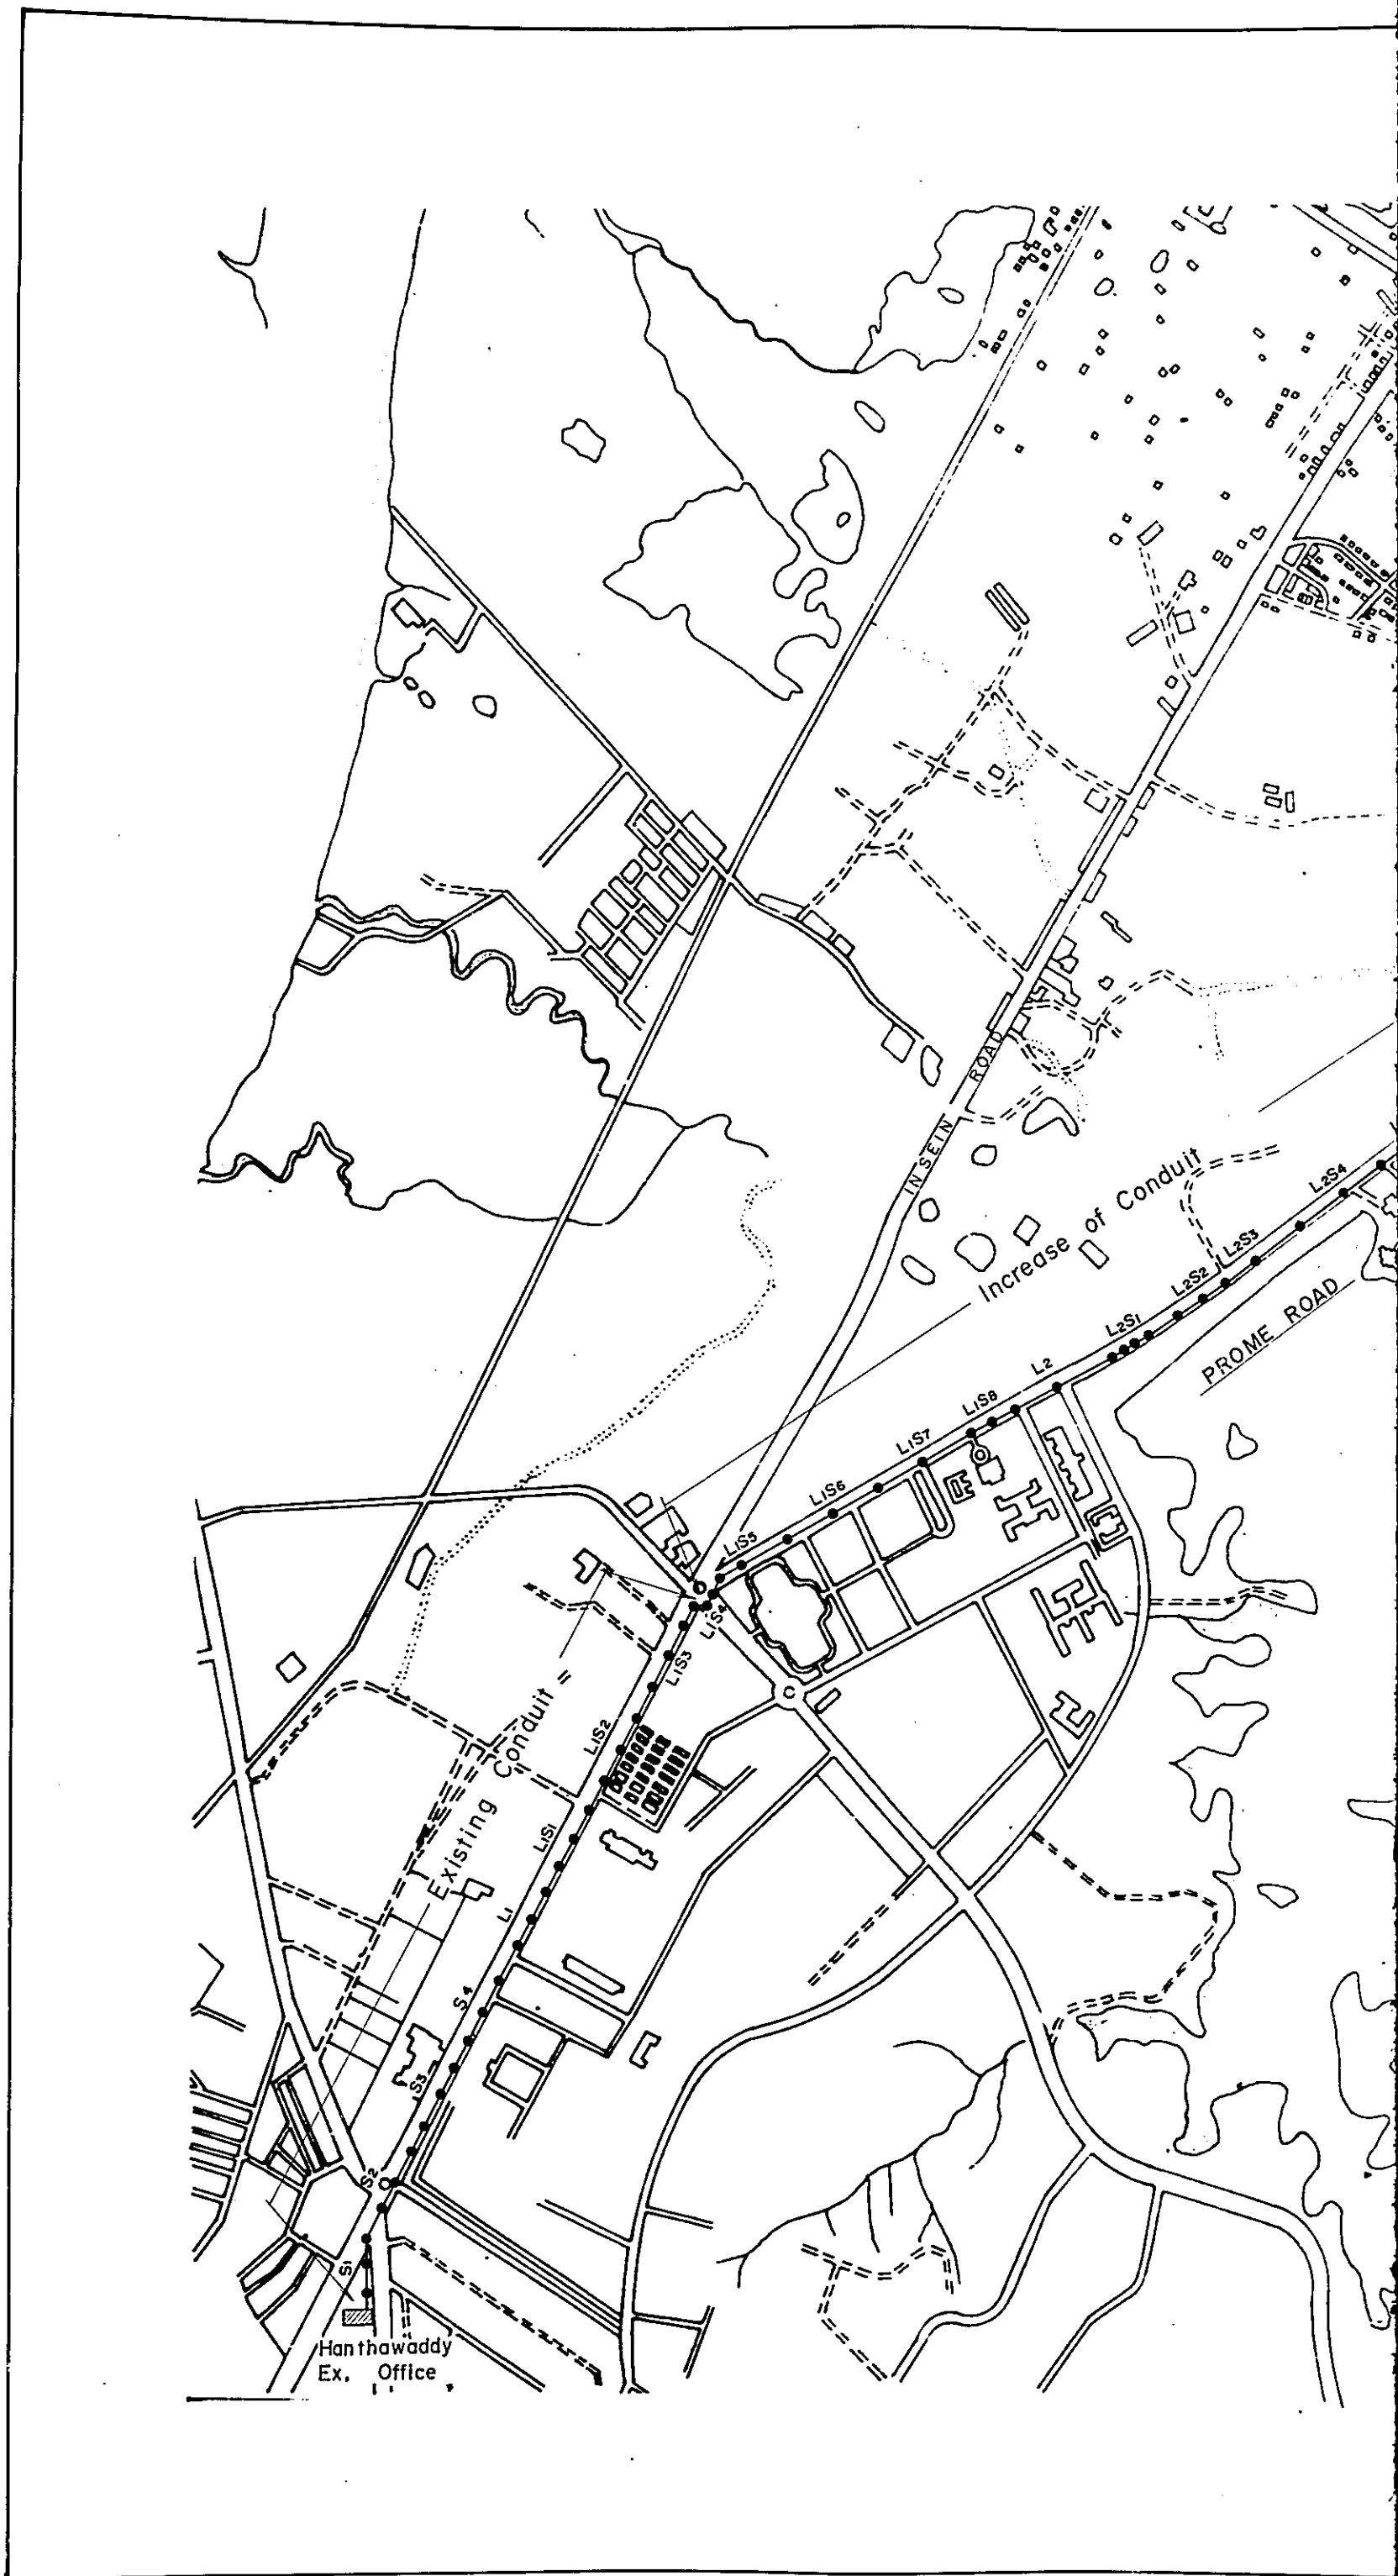 INSEIN ROAD
Increase of Conduit
L2S4
L2S3
L2S2
L2S1
PROME ROAD
L2
L1S8
L1S7
L1S6
L1S5
L1S4
L1S3
L1S2
Existing Conduit
L1S1
L1
S4
S3
S2
S1
Hanthawaddy
Ex. Office